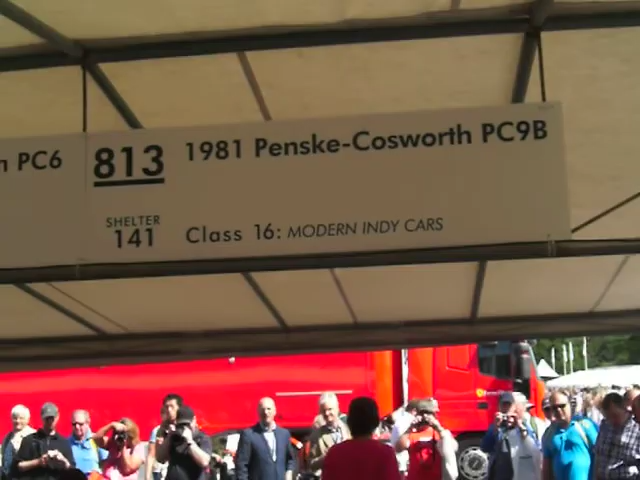 PC6
813 1981 Penske-Cosworth PC9B
SHELTER
141 Class 16: MODERN INDY CARS